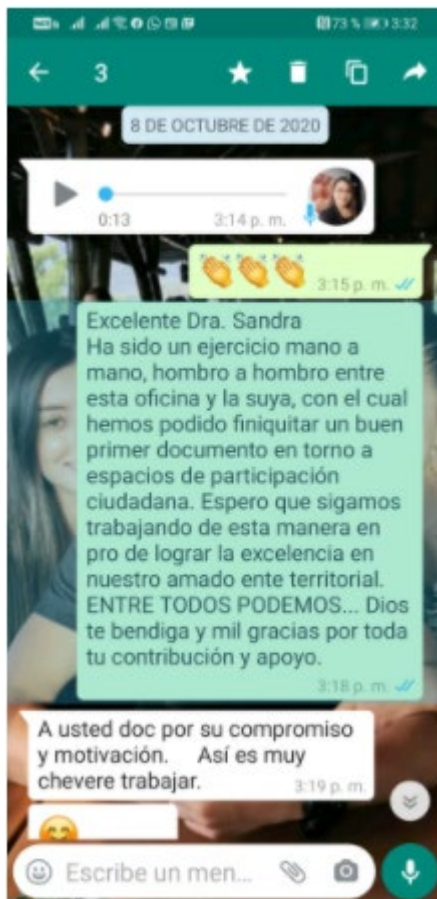 73 % 3:32
3
8 DE OCTUBRE DE 2020
0:13 3:14 p. m.
3:15 p. m.
Excelente Dra. Sandra
Ha sido un ejercicio mano a
mano, hombro a hombro entre
esta oficina y la suya, con el cual
hemos podido finiquitar un buen
primer documento en torno a
espacios de participación
ciudadana. Espero que sigamos
trabajando de esta manera en
pro de lograr la excelencia en
nuestro amado ente territorial.
ENTRE TODOS PODEMOS... Dios
te bendiga y mil gracias por toda
tu contribución y apoyo.
3:18 p. m.
A usted doc por su compromiso
y motivación. Así es muy
chevere trabajar.
3:19 p. m.
Escribe un men...